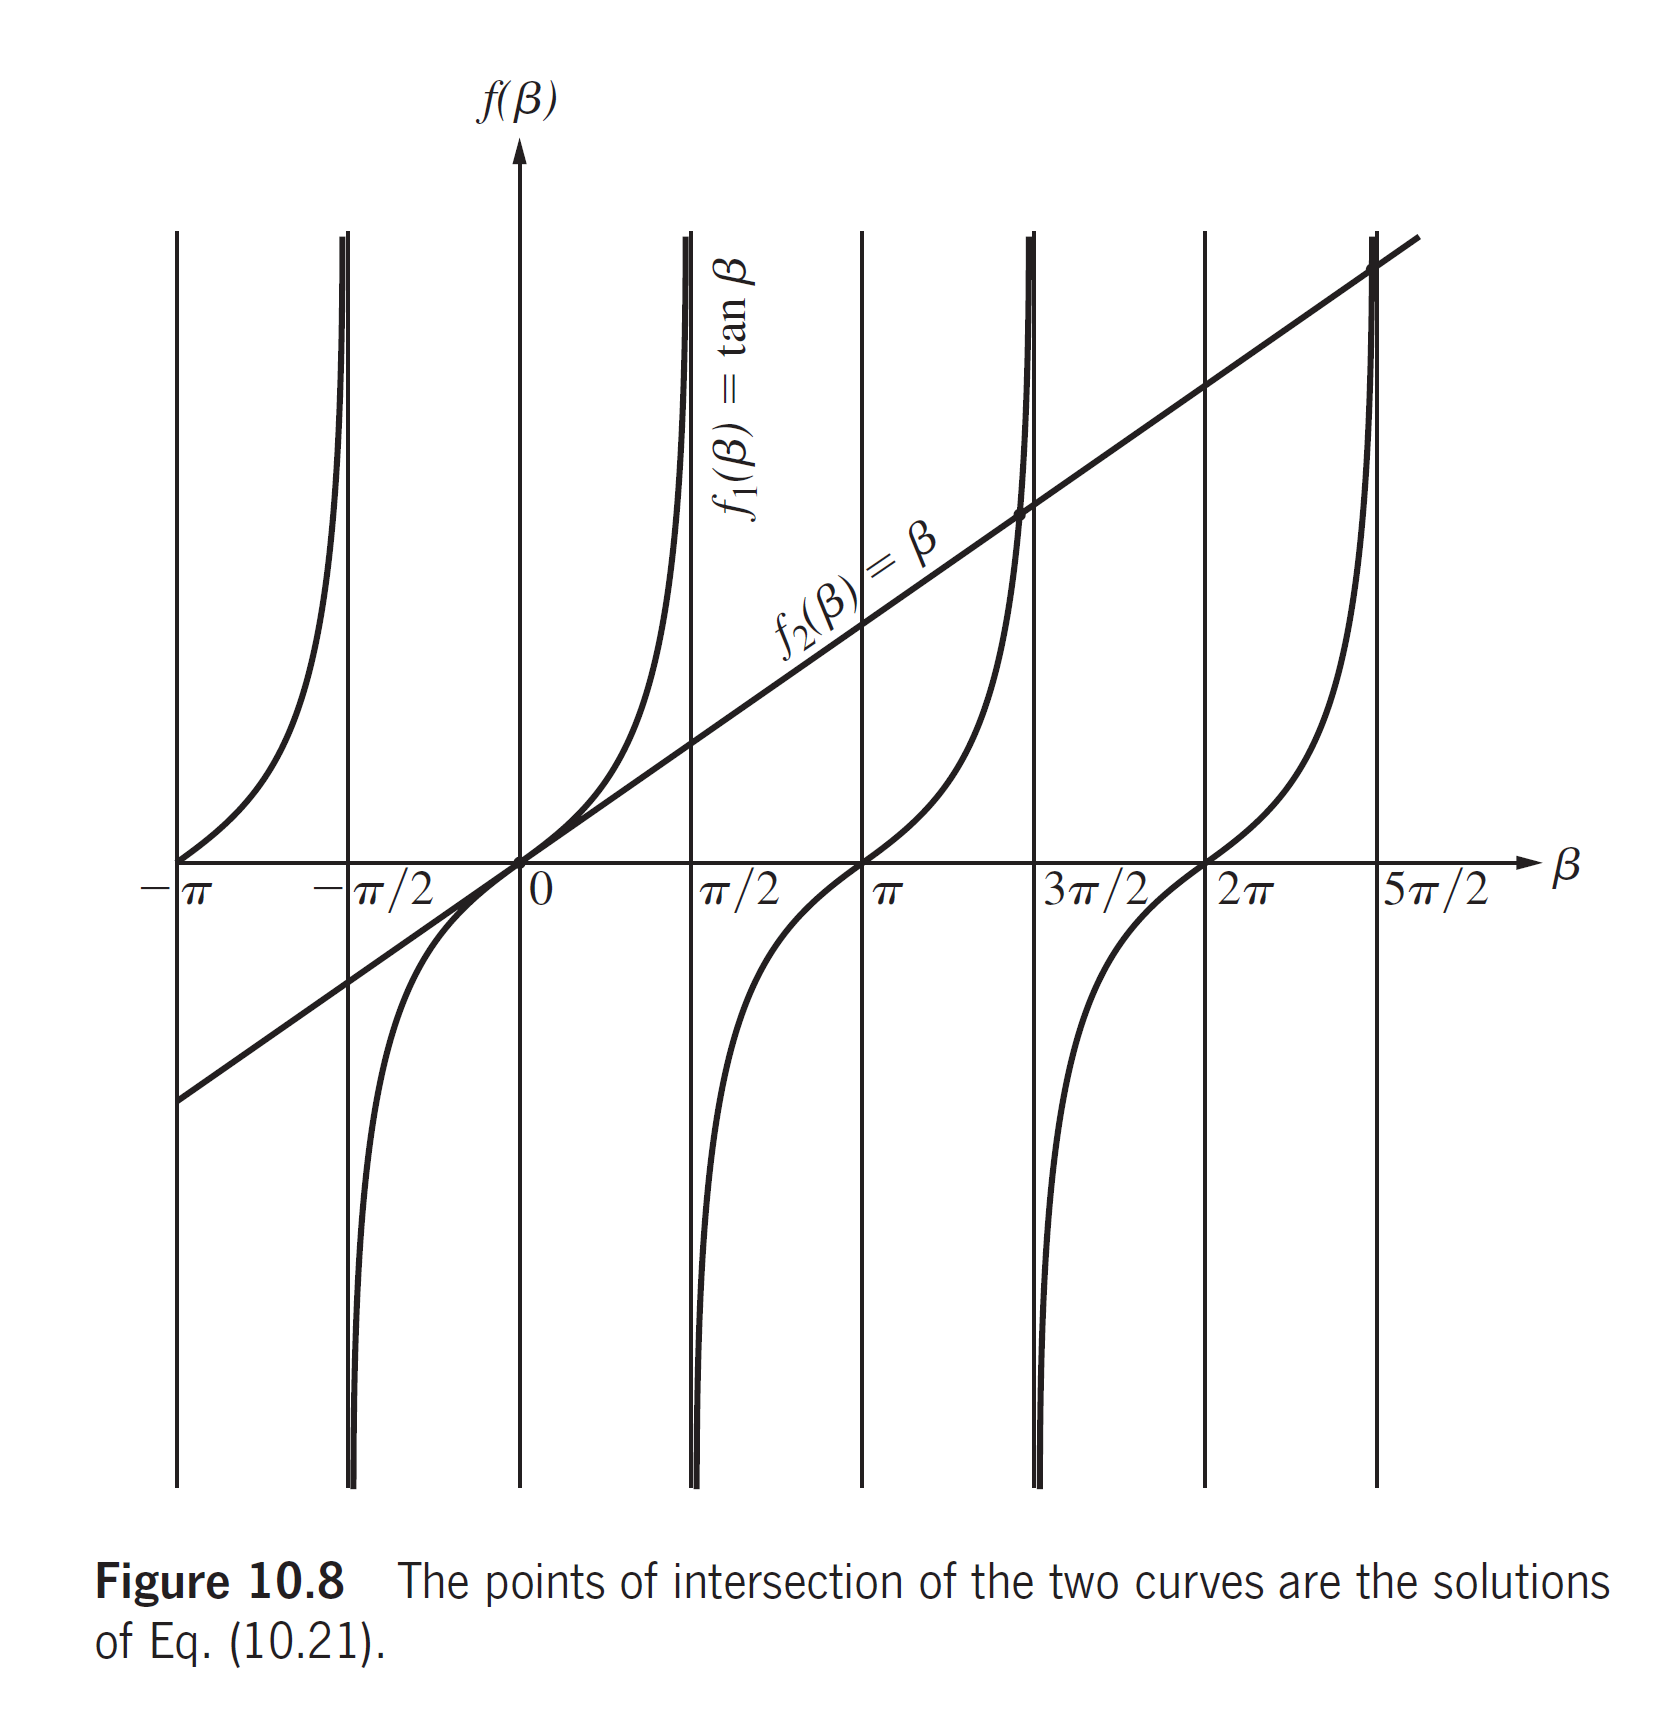 f(β)
f₁(β) = tan β
f₂(β) = β
−π
−π/2
0
π/2
π
3π/2
2π
5π/2
β
Figure 10.8 The points of intersection of the two curves are the solutions
of Eq. (10.21).